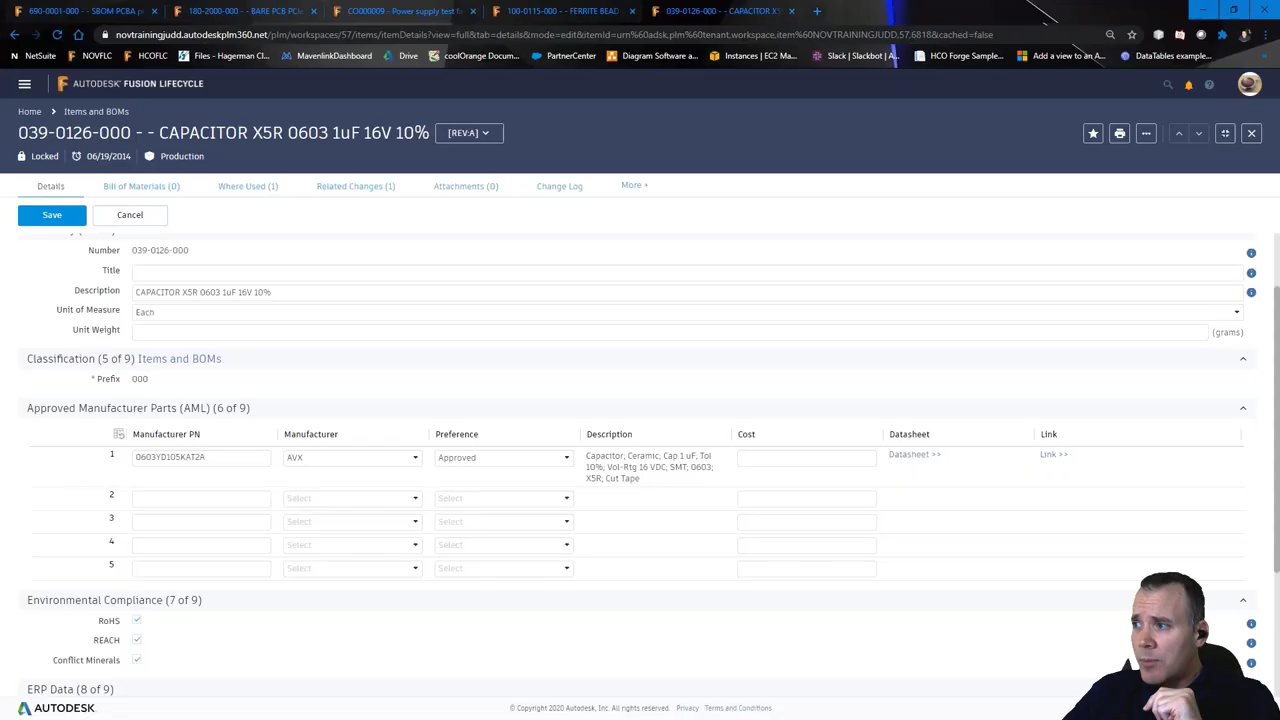 690-0001-000 - SBOM PCBA p
180-2000-000 - BARE PCB PCIe
CO000009 - Power supply test fa
100-0115-000 - - FERRITE BEAD
039-0126-000 - - CAPACITOR X5
novtrainingjudd.autodeskplm360.net/plm/workspaces/57/items/itemDetails?view=full&tab=details&mode=edit&itemId=urn%60adsk.plm%60tenant,workspace,item%60NOVTRAININGJUDD,57,6818&cached=false
NetSuite NOVFLC HCOFLC Files - Hagerman Cl... MavenlinkDashboard Drive coolOrange Docum... PartnerCenter Diagram Software a... Instances | EC2 Ma... Slack | Slackbot | A... HCO Forge Sampl... Add a view to an A... DataTables example...
AUTODESK FUSION LIFECYCLE
Home > Items and BOMs
039-0126-000 - - CAPACITOR X5R 0603 1uF 16V 10% [REV:A]
Locked 06/19/2014 Production
Details Bill of Materials (0) Where Used (1) Related Changes (1) Attachments (0) Change Log More
Save Cancel
Number 039-0126-000
Title
Description CAPACITOR X5R 0603 1uF 16V 10%
Unit of Measure Each
Unit Weight (grams)
Classification (5 of 9) Items and BOMs
* Prefix 000
Approved Manufacturer Parts (AML) (6 of 9)
Manufacturer PN Manufacturer Preference Description Cost Datasheet Link
1 0603YD105KAT2A AVX Approved Capacitor; Ceramic; Cap 1 uF; Tol Datasheet >> Link >>
10%; Vol-Rtg 16 VDC; SMT; 0603;
X5R; Cut Tape
2 Select Select
3 Select Select
4 Select Select
5 Select Select
Environmental Compliance (7 of 9)
RoHS
REACH
Conflict Minerals
ERP Data (8 of 9)
AUTODESK
© Copyright 2020 Autodesk, Inc. All rights reserved. Privacy Terms and Conditions